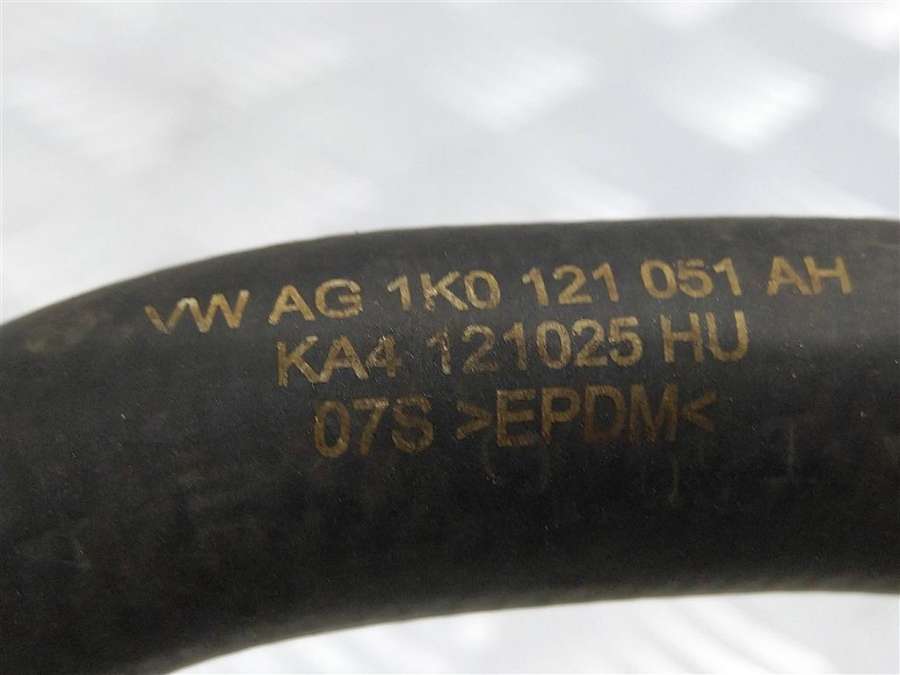 VW AG 1K0 121 051 AH
KA4 121025 HU
07S >EPDM<